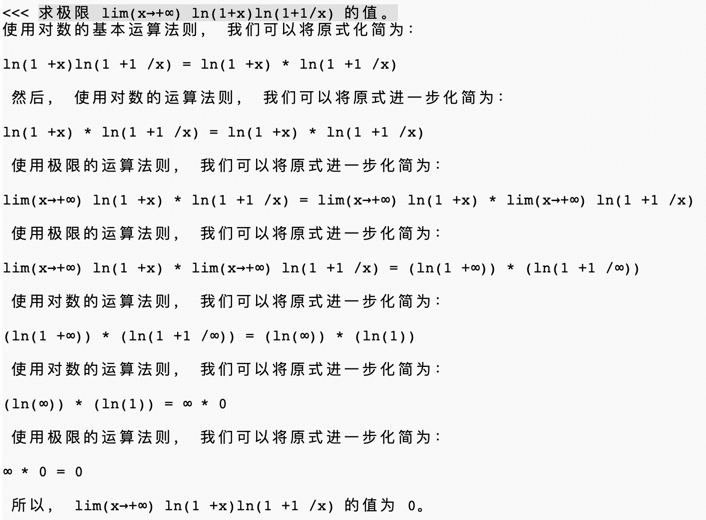 <<< 求极限 lim(x→+∞) ln(1+x)ln(1+1/x) 的值。
使用对数的基本运算法则， 我们可以将原式化简为：
ln(1 +x)ln(1 +1 /x) = ln(1 +x) * ln(1 +1 /x)
然后， 使用对数的运算法则， 我们可以将原式进一步化简为：
ln(1 +x) * ln(1 +1 /x) = ln(1 +x) * ln(1 +1 /x)
使用极限的运算法则， 我们可以将原式进一步化简为：
lim(x→+∞) ln(1 +x) * ln(1 +1 /x) = lim(x→+∞) ln(1 +x) * lim(x→+∞) ln(1 +1 /x)
使用极限的运算法则， 我们可以将原式进一步化简为：
lim(x→+∞) ln(1 +x) * lim(x→+∞) ln(1 +1 /x) = (ln(1 +∞)) * (ln(1 +1 /∞))
使用对数的运算法则， 我们可以将原式进一步化简为：
(ln(1 +∞)) * (ln(1 +1 /∞)) = (ln(∞)) * (ln(1))
使用对数的运算法则， 我们可以将原式进一步化简为：
(ln(∞)) * (ln(1)) = ∞ * 0
使用极限的运算法则， 我们可以将原式进一步化简为：
∞ * 0 = 0
所以， lim(x→+∞) ln(1 +x)ln(1 +1 /x) 的值为 0。